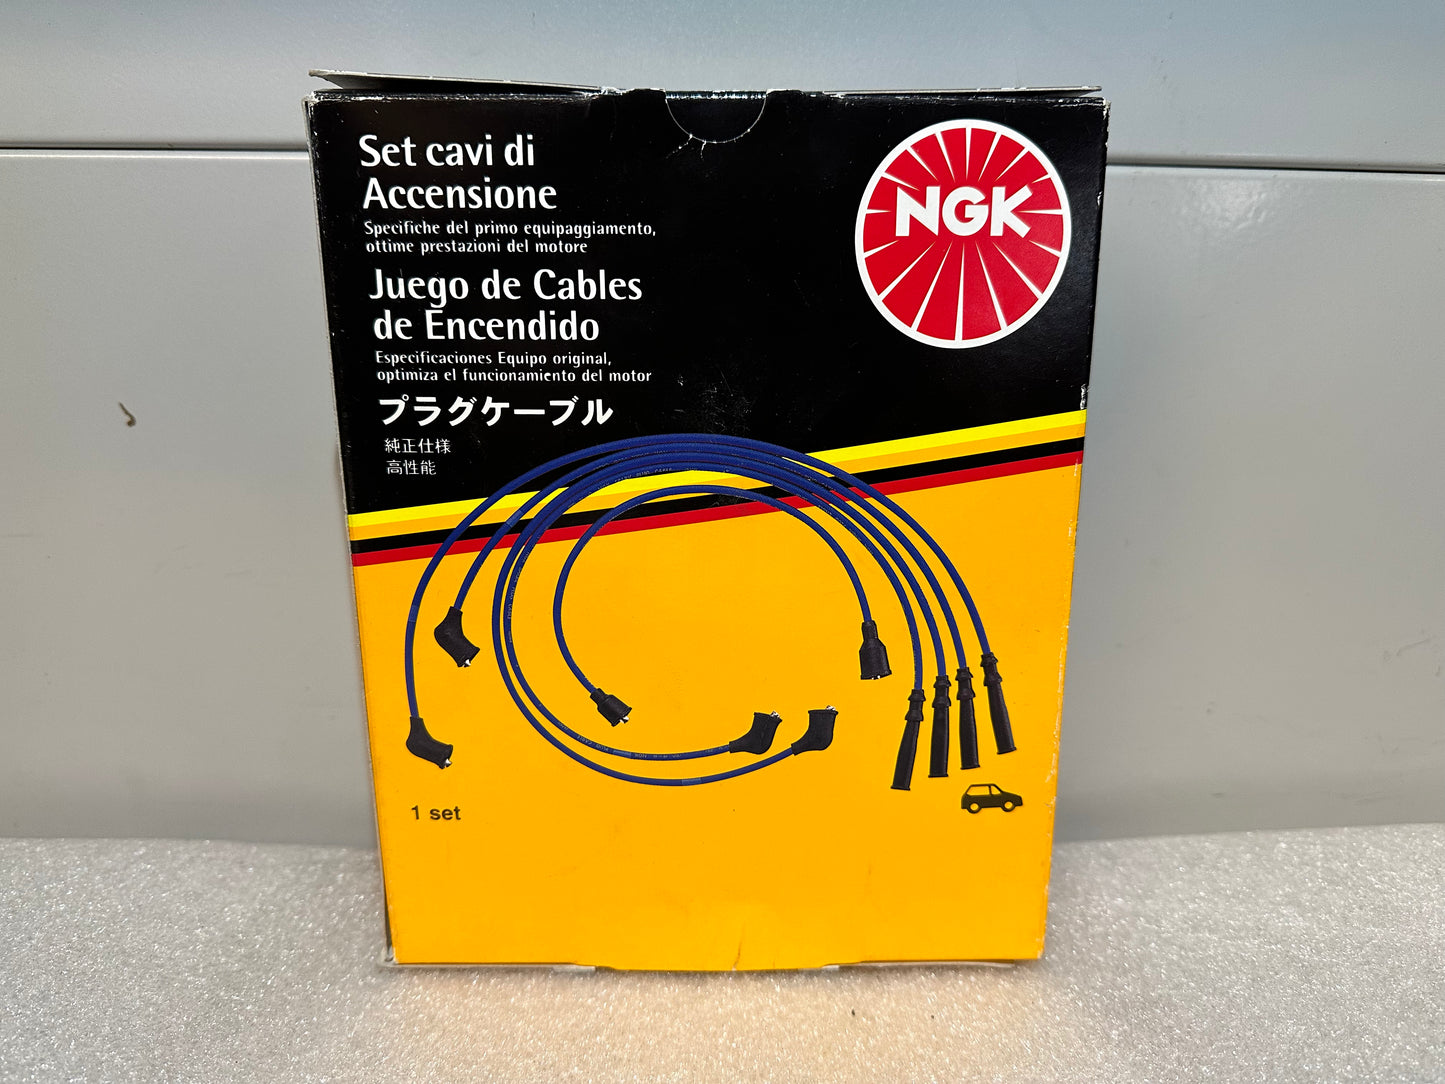 Set cavi di
Accensione
Specifiche del primo equipaggiamento,
ottime prestazioni del motore
Juego de Cables
de Encendido
Especificaciones Equipo original,
optimiza el funcionamiento del motor
プラグケーブル
純正仕様
高性能
NGK
1 set